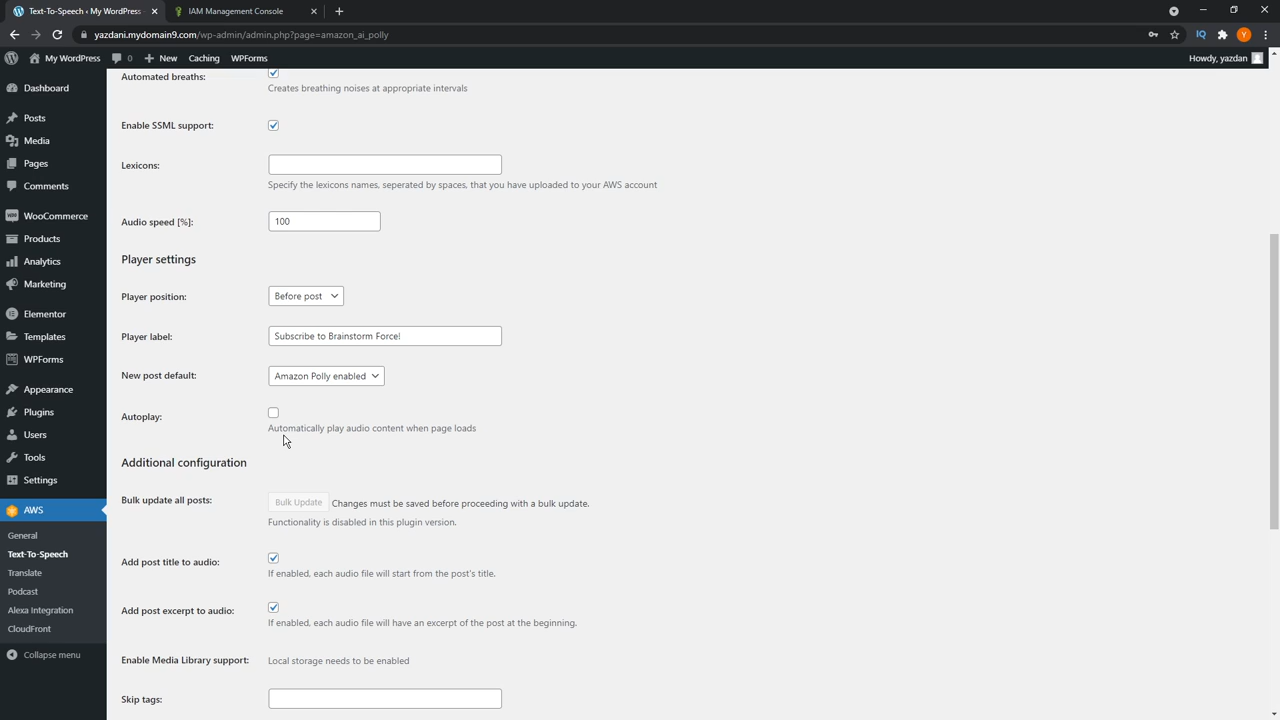 Text-To-Speech ‹ My WordPress
IAM Management Console
yazdani.mydomain9.com/wp-admin/admin.php?page=amazon_ai_polly
Y
My WordPress
0
New
Caching
WPForms
Howdy, yazdan
Dashboard
Posts
Media
Pages
Comments
WooCommerce
Products
Analytics
Marketing
Elementor
Templates
WPForms
Appearance
Plugins
Users
Tools
Settings
AWS
General
Text-To-Speech
Translate
Podcast
Alexa Integration
CloudFront
Collapse menu
Automated breaths:
Creates breathing noises at appropriate intervals
Enable SSML support:
Lexicons:
Specify the lexicons names, seperated by spaces, that you have uploaded to your AWS account
Audio speed [%]:
100
Player settings
Player position:
Before post
Player label:
Subscribe to Brainstorm Force!
New post default:
Amazon Polly enabled
Autoplay:
Automatically play audio content when page loads
Additional configuration
Bulk update all posts:
Bulk Update
Changes must be saved before proceeding with a bulk update.
Functionality is disabled in this plugin version.
Add post title to audio:
If enabled, each audio file will start from the post's title.
Add post excerpt to audio:
If enabled, each audio file will have an excerpt of the post at the beginning.
Enable Media Library support:
Local storage needs to be enabled
Skip tags: